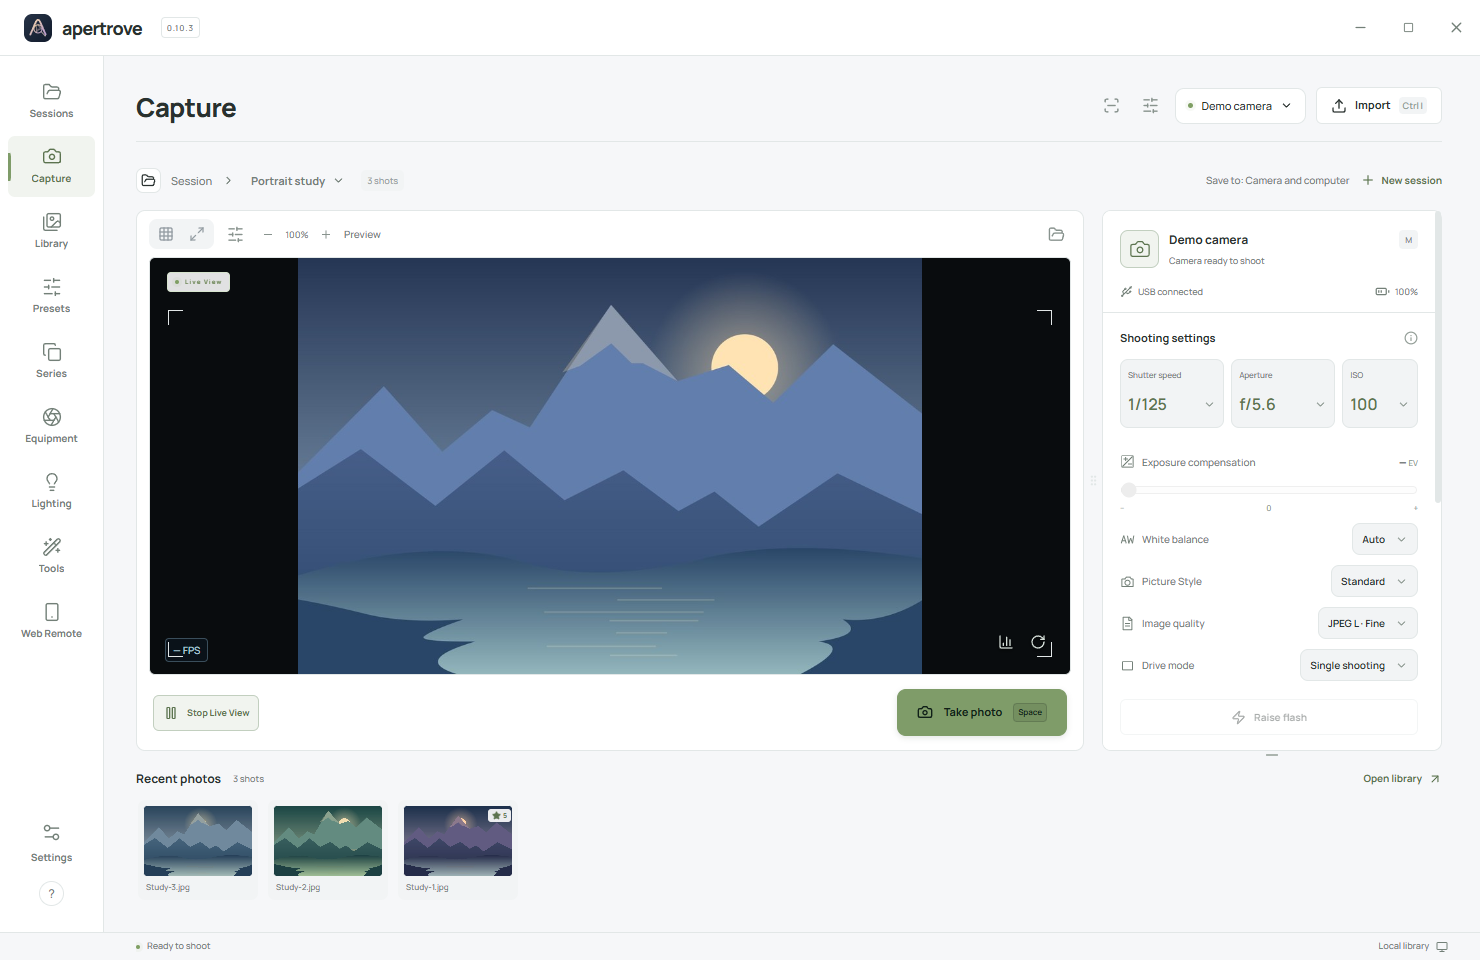 apertrove 0.10.3
Sessions
Capture
Library
Presets
Series
Equipment
Lighting
Tools
Web Remote
Settings
?
Capture
Demo camera
Import Ctrl I
Session
Portrait study
3 shots
Save to: Camera and computer
New session
100%
Preview
Live View
— FPS
Stop Live View
Take photo Space
Demo camera M
Camera ready to shoot
USB connected 100%
Shooting settings
Shutter speed Aperture ISO
1/125 f/5.6 100
Exposure compensation — EV
− 0 +
White balance Auto
Picture Style Standard
Image quality JPEG L · Fine
Drive mode Single shooting
Raise flash
Recent photos 3 shots
Open library
5
Study-3.jpg Study-2.jpg Study-1.jpg
Ready to shoot
Local library